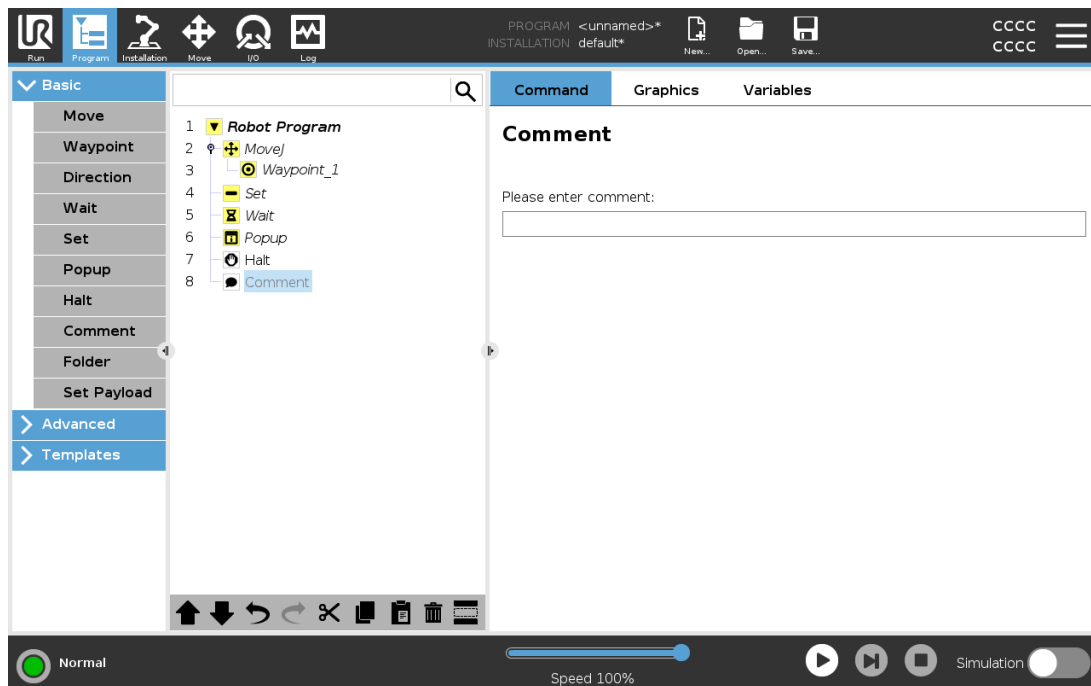 PROGRAM <unnamed>*
INSTALLATION default*
CCCC
CCCC
Run
Program
Installation
Move
I/O
Log
New...
Open...
Save...
Basic
Move
Waypoint
Direction
Wait
Set
Popup
Halt
Comment
Folder
Set Payload
Advanced
Templates
1 Robot Program
2 MoveJ
3 Waypoint_1
4 Set
5 Wait
6 Popup
7 Halt
8 Comment
Command Graphics Variables
Comment
Please enter comment:
Normal
Speed 100%
Simulation